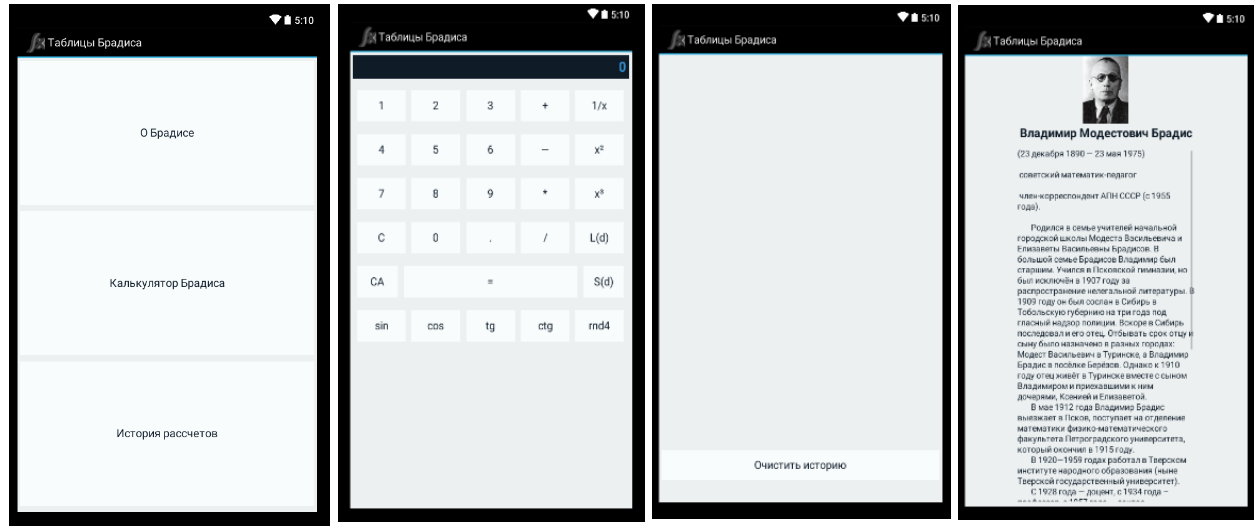 5:10
Таблицы Брадиса
О Брадисе
Калькулятор Брадиса
История рассчетов
5:10
Таблицы Брадиса
0
1 2 3 + 1/x
4 5 6 — x²
7 8 9 * x³
C 0 . / L(d)
CA = S(d)
sin cos tg ctg rnd4
5:10
Таблицы Брадиса
Очистить историю
5:10
Таблицы Брадиса
Владимир Модестович Брадис
(23 декабря 1890 – 23 мая 1975)
советский математик-педагог
член-корреспондент АПН СССР (с 1955
года).
Родился в семье учителей начальной
городской школы Модеста Васильевича и
Елизаветы Васильевны Брадисов. В
большой семье Брадисов Владимир был
старшим. Учился в Псковской гимназии, но
был исключён в 1907 году за
распространение нелегальной литературы. В
1909 году он был сослан в Сибирь в
Тобольскую губернию на три года под
гласный надзор полиции. Вскоре в Сибирь
последовал и его отец. Отбывать срок отцу и
сыну было назначено в разных городах:
Модест Васильевич в Туринске, а Владимир
Брадис в посёлке Берёзов. Однако к 1910
году отец живёт в Туринске вместе с сыном
Владимиром и приехавшими к ним
дочерями, Ксенией и Елизаветой.
В мае 1912 года Владимир Брадис
выезжает в Псков, поступает на отделение
математики физико-математического
факультета Петроградского университета,
который окончил в 1915 году.
В 1920—1959 годах работал в Тверском
институте народного образования (ныне
Тверской государственный университет).
С 1928 года — доцент, с 1934 года –